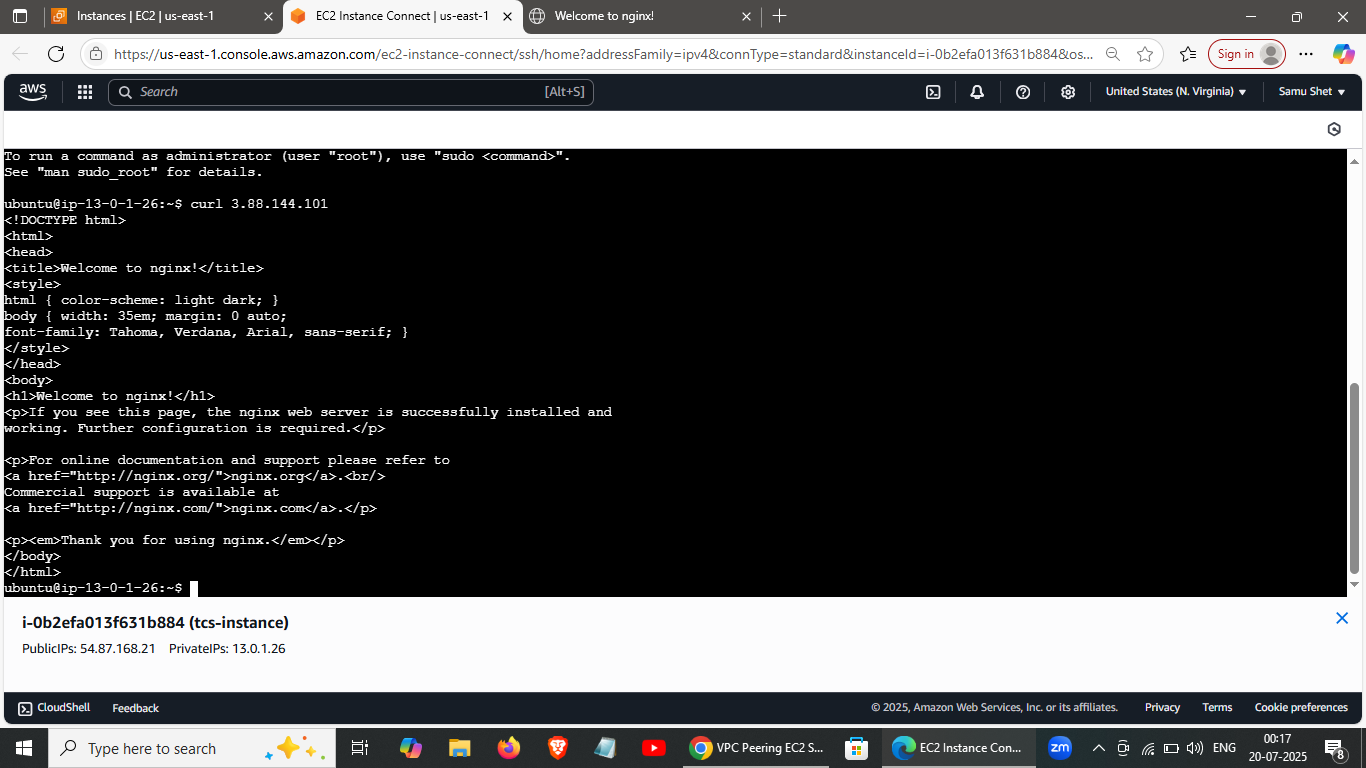 Instances | EC2 | us-east-1
EC2 Instance Connect | us-east-1
Welcome to nginx!
https://us-east-1.console.aws.amazon.com/ec2-instance-connect/ssh/home?addressFamily=ipv4&connType=standard&instanceId=i-0b2efa013f631b884&os...
Sign in
aws
Search
[Alt+S]
United States (N. Virginia)
Samu Shet
To run a command as administrator (user "root"), use "sudo <command>".
See "man sudo_root" for details.
ubuntu@ip-13-0-1-26:~$ curl 3.88.144.101
<!DOCTYPE html>
<html>
<head>
<title>Welcome to nginx!</title>
<style>
html { color-scheme: light dark; }
body { width: 35em; margin: 0 auto;
font-family: Tahoma, Verdana, Arial, sans-serif; }
</style>
</head>
<body>
<h1>Welcome to nginx!</h1>
<p>If you see this page, the nginx web server is successfully installed and
working. Further configuration is required.</p>
<p>For online documentation and support please refer to
<a href="http://nginx.org/">nginx.org</a>.<br/>
Commercial support is available at
<a href="http://nginx.com/">nginx.com</a>.</p>
<p><em>Thank you for using nginx.</em></p>
</body>
</html>
ubuntu@ip-13-0-1-26:~$
i-0b2efa013f631b884 (tcs-instance)
PublicIPs: 54.87.168.21 PrivateIPs: 13.0.1.26
CloudShell
Feedback
© 2025, Amazon Web Services, Inc. or its affiliates.
Privacy
Terms
Cookie preferences
Type here to search
VPC Peering EC2 S...
EC2 Instance Con...
zm
ENG
00:17
20-07-2025
8